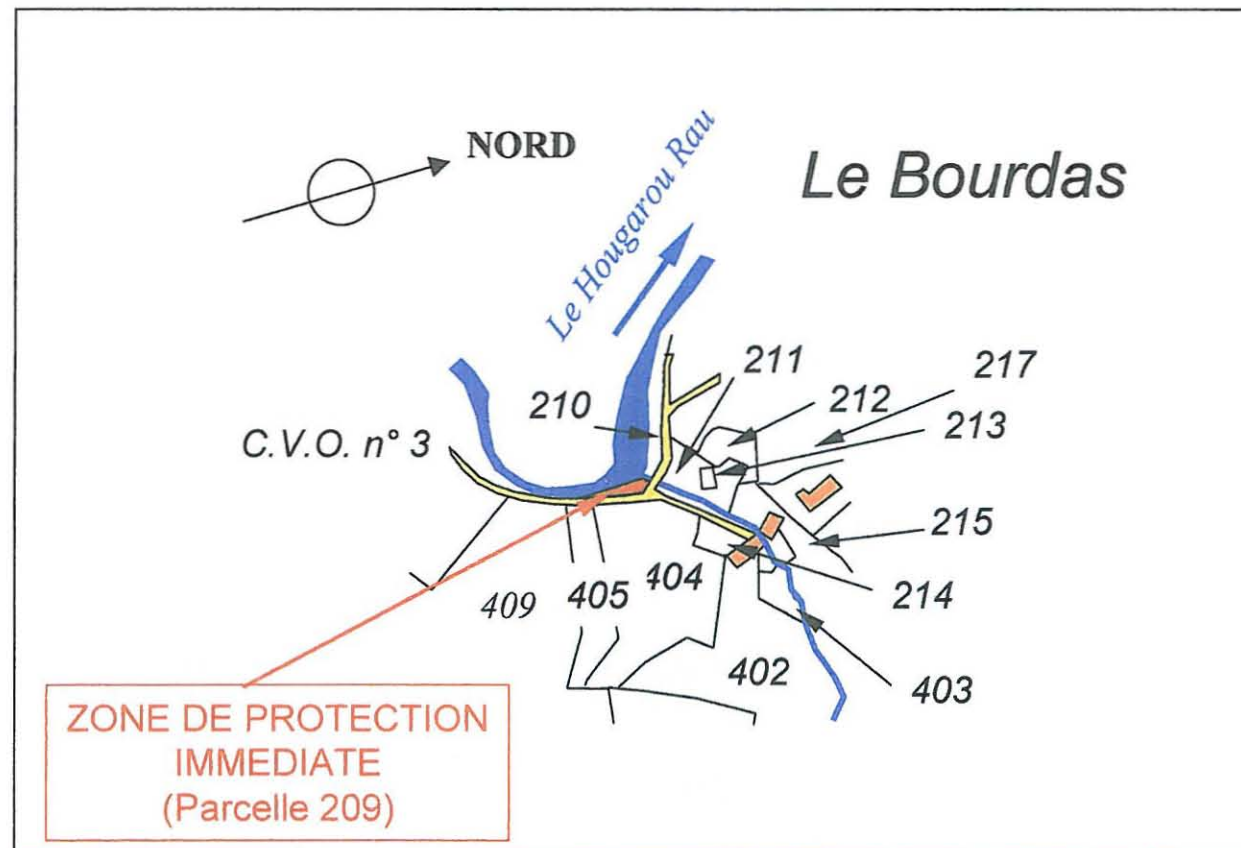 NORD
Le Bourdas
Le Hougarou Rau
211
217
210
212
C.V.O. n° 3
213
215
404
409
405
214
402
403
ZONE DE PROTECTION
IMMEDIATE
(Parcelle 209)